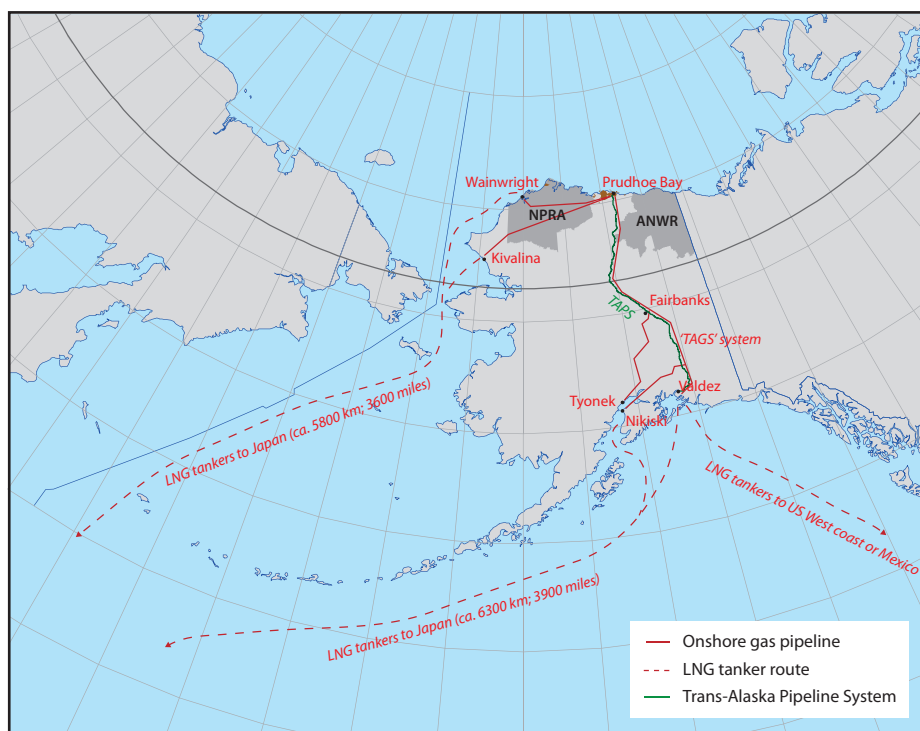 Wainwright
Prudhoe Bay
NPRA
ANWR
Kivalina
TAPS
Fairbanks
'TAGS' system
Valdez
Tyonek
Nikiski
LNG tankers to Japan (ca. 5800 km; 3600 miles)
LNG tankers to US West coast or Mexico
LNG tankers to Japan (ca. 6300 km; 3900 miles)
Onshore gas pipeline
LNG tanker route
Trans-Alaska Pipeline System